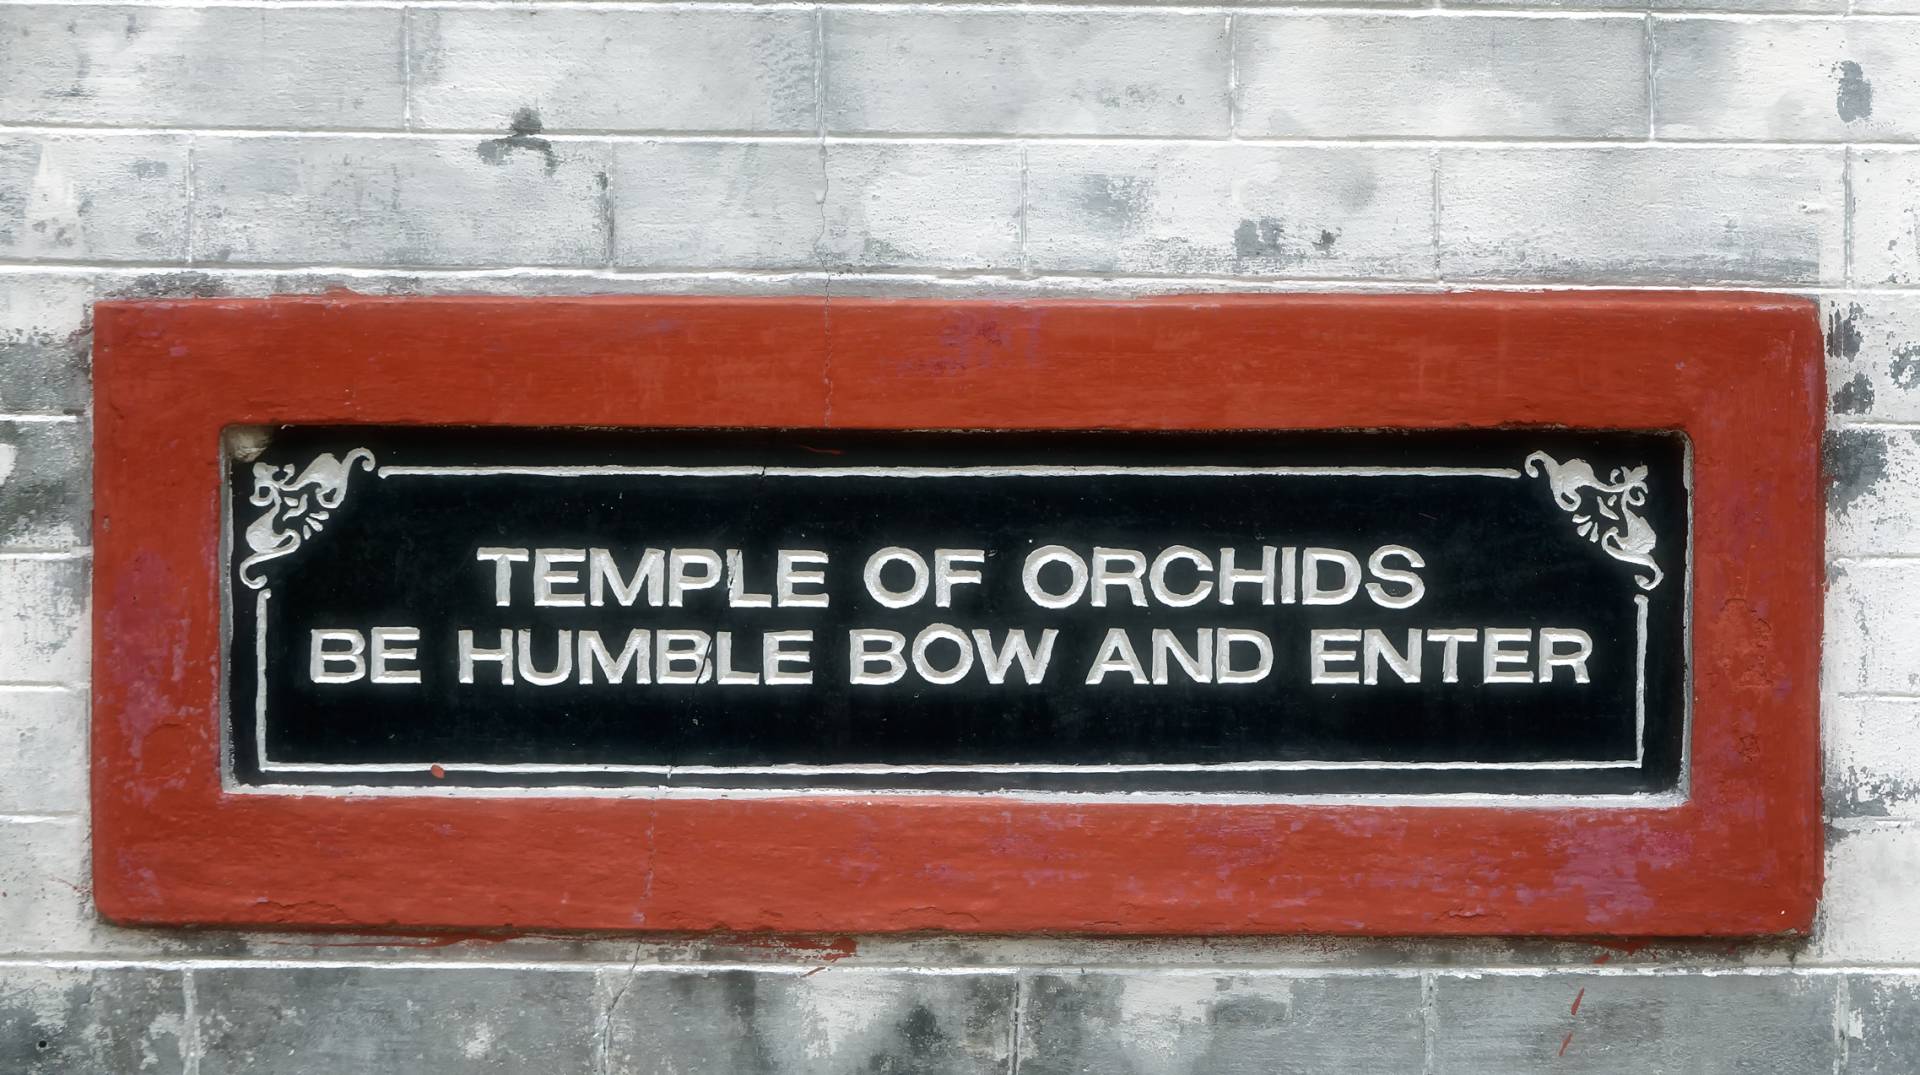 TEMPLE OF ORCHIDS
BE HUMBLE BOW AND ENTER